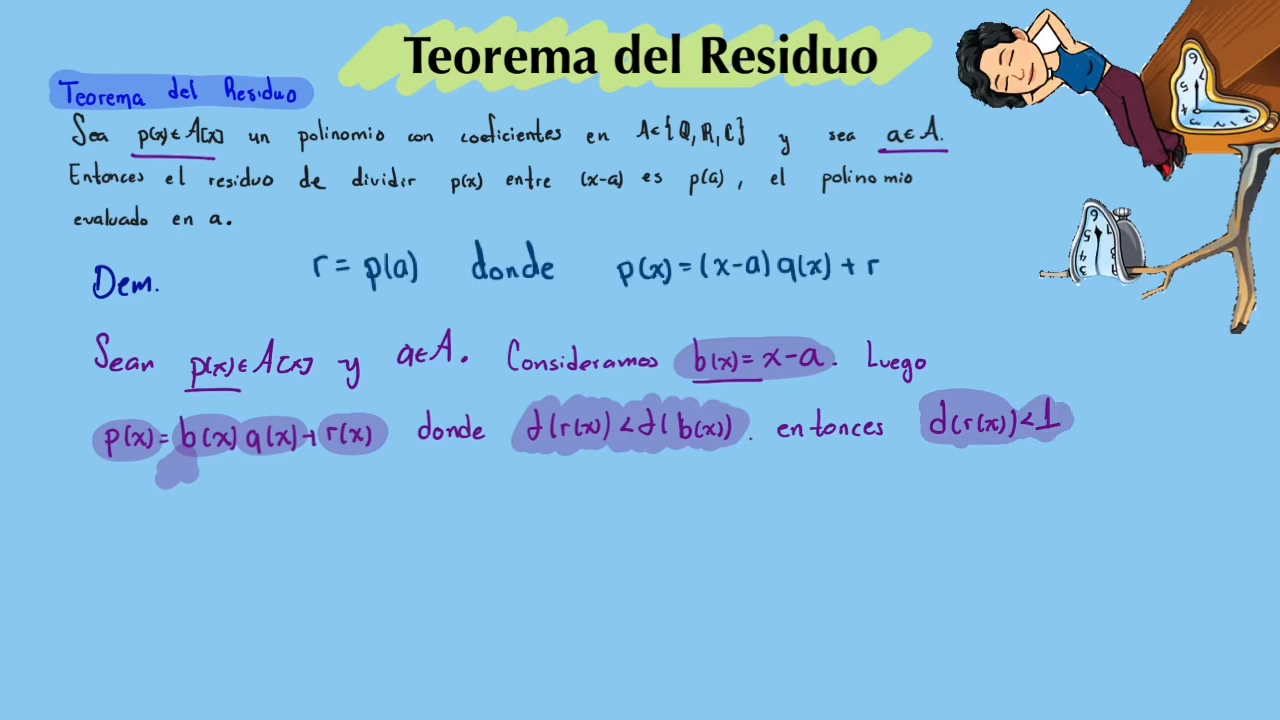 Teorema del Residuo
Teorema del Residuo
Sea p(x) ∈ A[x] un polinomio con coeficientes en A ∈ {Q, R, C} y sea a ∈ A.
Entonces el residuo de dividir p(x) entre (x-a) es p(a), el polinomio
evaluado en a.
r = p(a) donde p(x) = (x-a) q(x) + r
Dem.
Sean p(x) ∈ A[x] y a ∈ A. Consideramos b(x) = x-a. Luego
p(x) = b(x) q(x) + r(x) donde d(r(x)) < d(b(x)). entonces d(r(x)) < 1